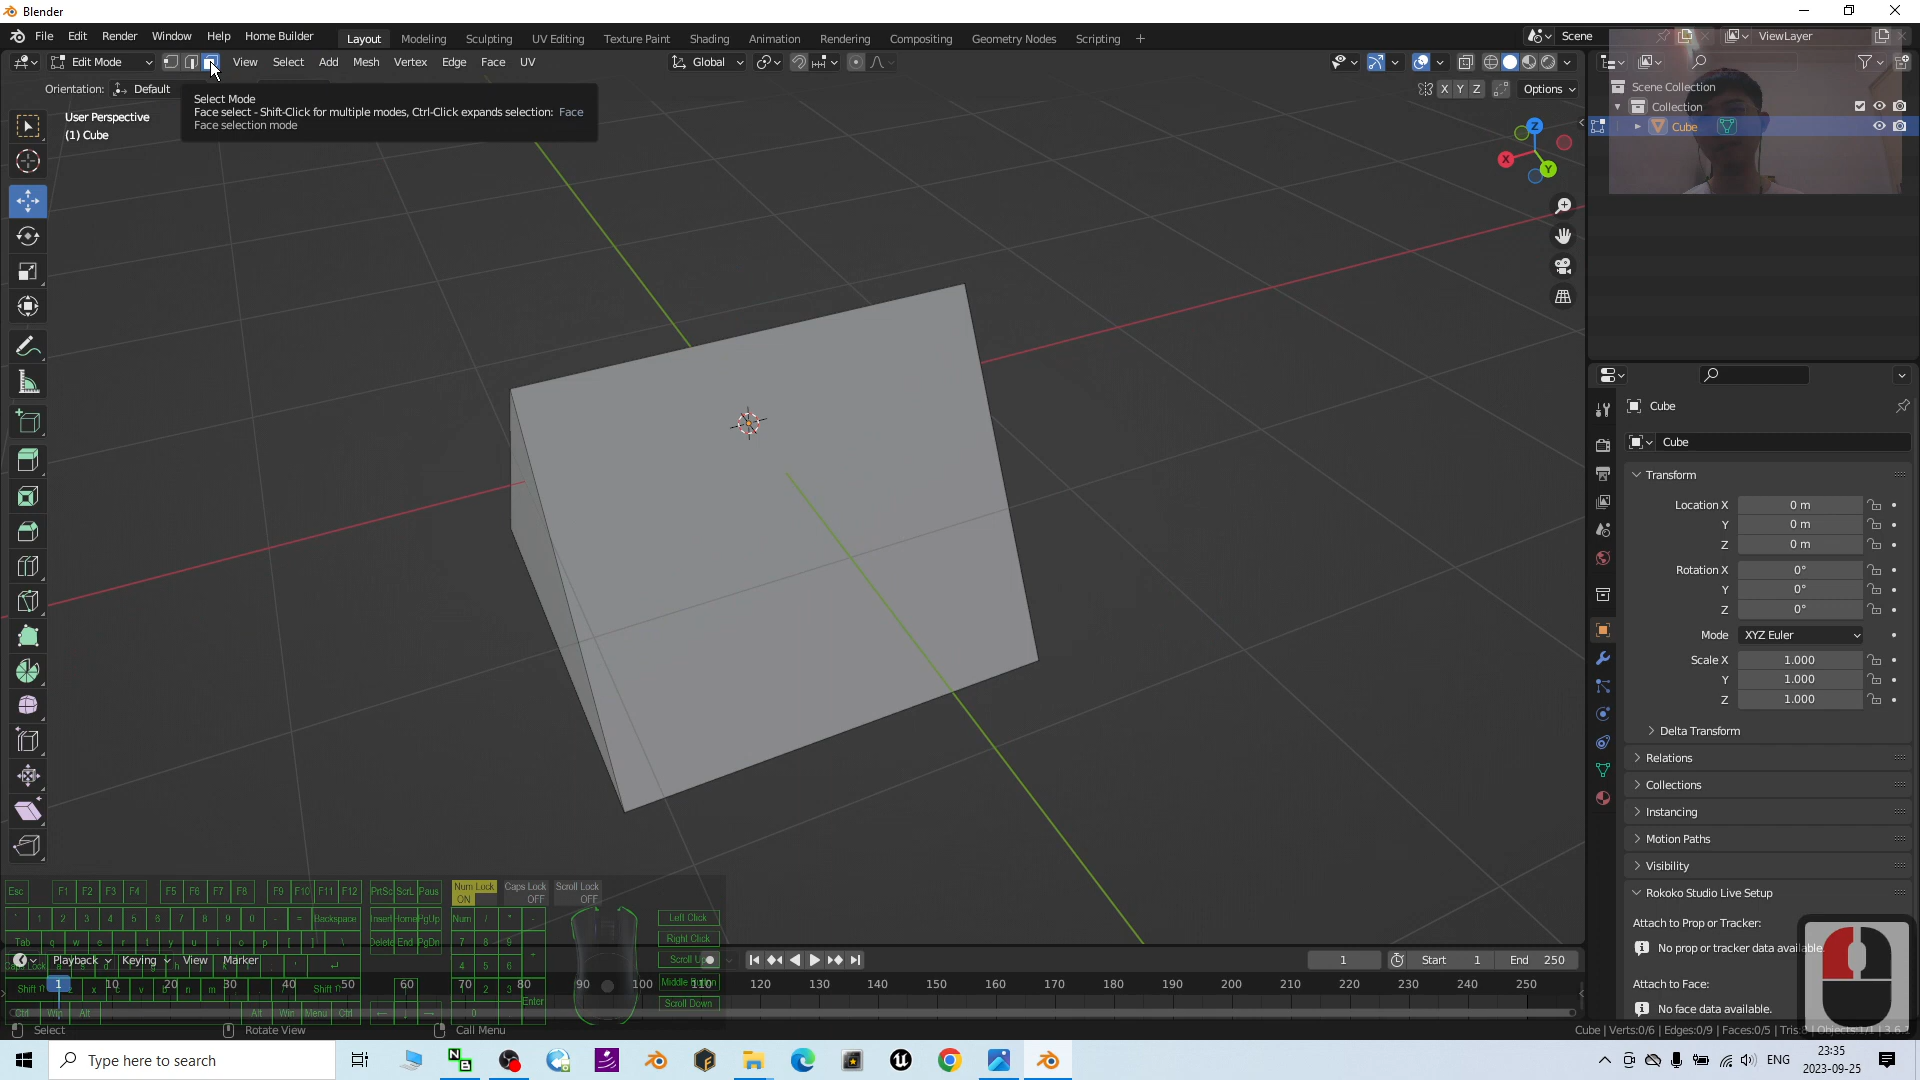 Blender
File Edit Render Window Help Home Builder
Layout Modeling Sculpting UV Editing Texture Paint Shading Animation Rendering Compositing Geometry Nodes Scripting +
Scene
ViewLayer
Edit Mode
View Select Add Mesh Vertex Edge Face UV
Global
Orientation: Default
X Y Z Options
Select Mode
Face select - Shift-Click for multiple modes, Ctrl-Click expands selection: Face
Face selection mode
User Perspective
(1) Cube
Z
X
Y
Scene Collection
Collection
Cube
Cube
Cube
Transform
Location X 0 m
Y 0 m
Z 0 m
Rotation X 0°
Y 0°
Z 0°
Mode XYZ Euler
Scale X 1.000
Y 1.000
Z 1.000
Delta Transform
Relations
Collections
Instancing
Motion Paths
Visibility
Rokoko Studio Live Setup
Attach to Prop or Tracker:
No prop or tracker data available.
Attach to Face:
No face data available.
Esc F1 F2 F3 F4 F5 F6 F7 F8 F9 F10 F11 F12 PrtSc ScrL Paus
Num Lock ON Caps Lock OFF Scroll Lock OFF
1 2 3 4 5 6 7 8 9 0 - = Backspace Insert Home PgUp Num / * -
Left Click
Tab q w e r t y u i o p [ ] \ Delete End PgDn 7 8 9 +
Right Click
4 5 6
Scroll Up
Playback Keying View Marker
1 Start 1 End 250
Shift z x v b n m . / Shift 2 3 Enter
Middle Button
1 10 20 30 40 50 60 70 80 90 100 110 120 130 140 150 160 170 180 190 200 210 220 230 240 250
Scroll Down
Ctrl Win Alt Alt Win Menu Ctrl 0
Select Rotate View Call Menu
Cube | Verts:0/6 | Edges:0/9 | Faces:0/5 | Tris:8 | Objects:1/1 | 3.6.
Type here to search
ENG
23:35
2023-09-25